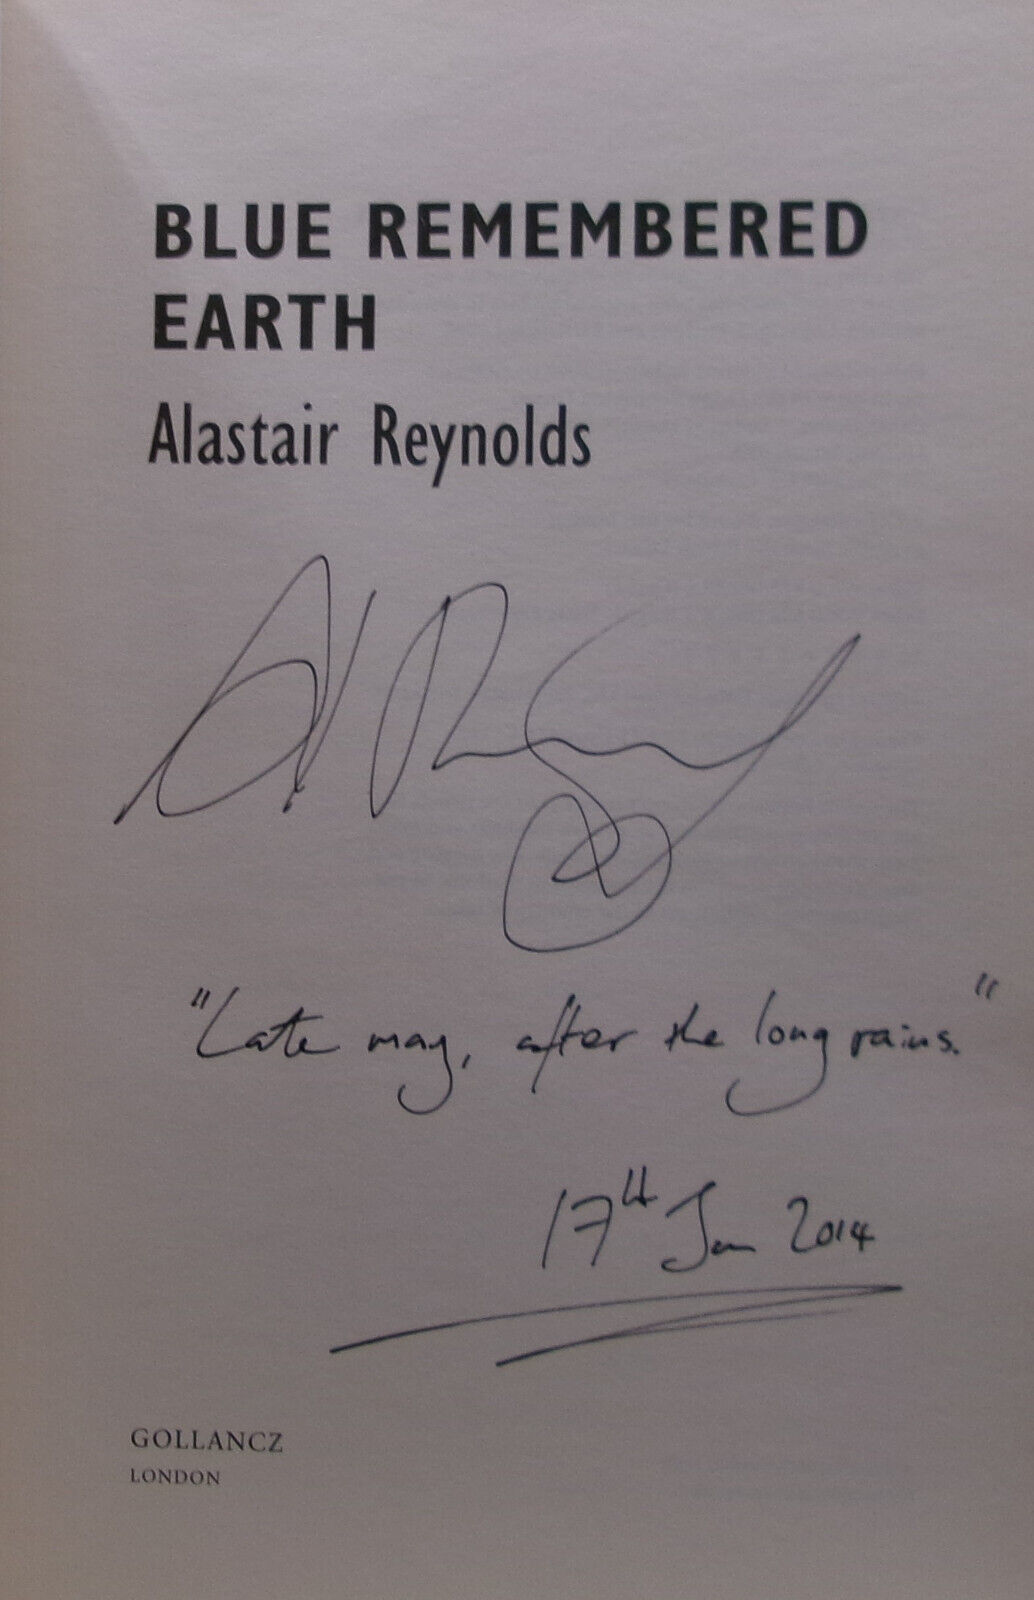 BLUE REMEMBERED
EARTH
Alastair Reynolds
"Late may, after the long rains."
17th Jan 2014
GOLLANCZ
LONDON